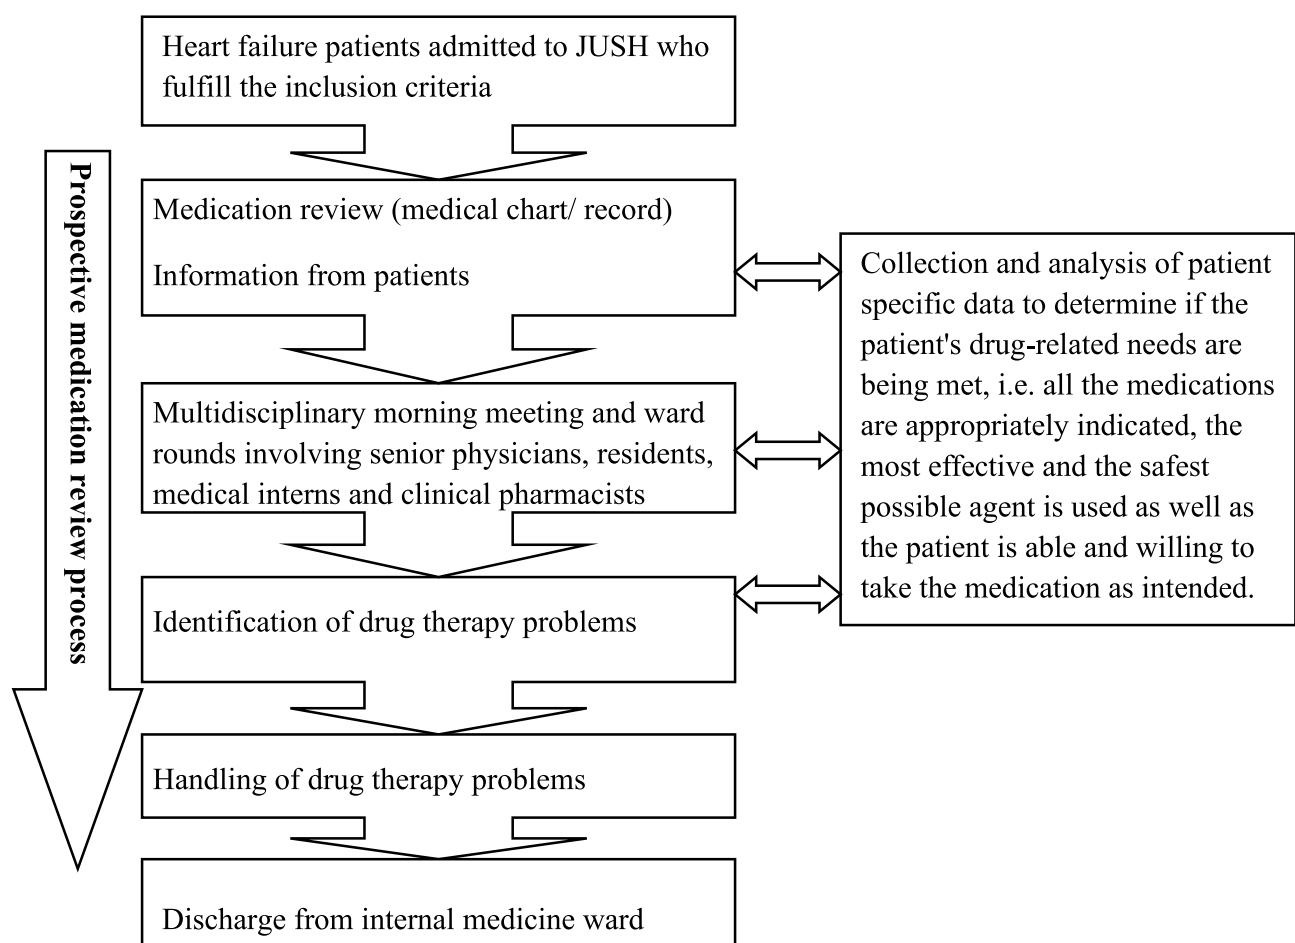 Heart failure patients admitted to JUSH who
fulfill the inclusion criteria
Prospective medication review process
Medication review (medical chart/ record)
Information from patients
Collection and analysis of patient
specific data to determine if the
patient's drug-related needs are
being met, i.e. all the medications
are appropriately indicated, the
most effective and the safest
possible agent is used as well as
the patient is able and willing to
take the medication as intended.
Multidisciplinary morning meeting and ward
rounds involving senior physicians, residents,
medical interns and clinical pharmacists
Identification of drug therapy problems
Handling of drug therapy problems
Discharge from internal medicine ward